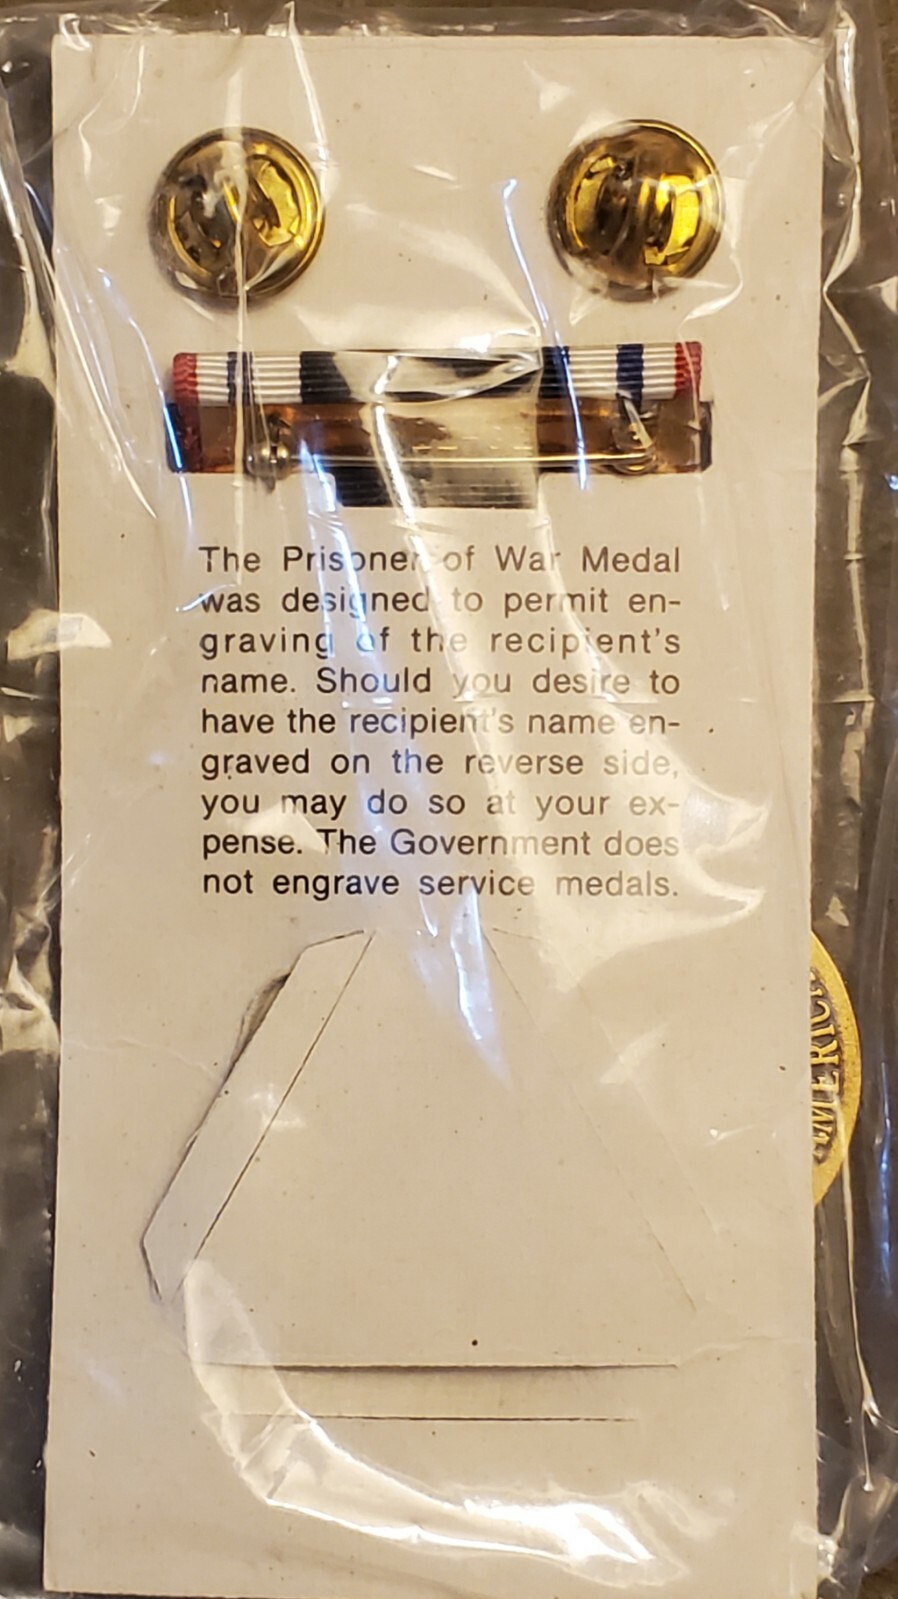 The Prisoner of War Medal
was designed to permit en-
graving of the recipient's
name. Should you desire to
have the recipient's name en-
graved on the reverse side,
you may do so at your ex-
pense. The Government does
not engrave service medals.
AMERICA